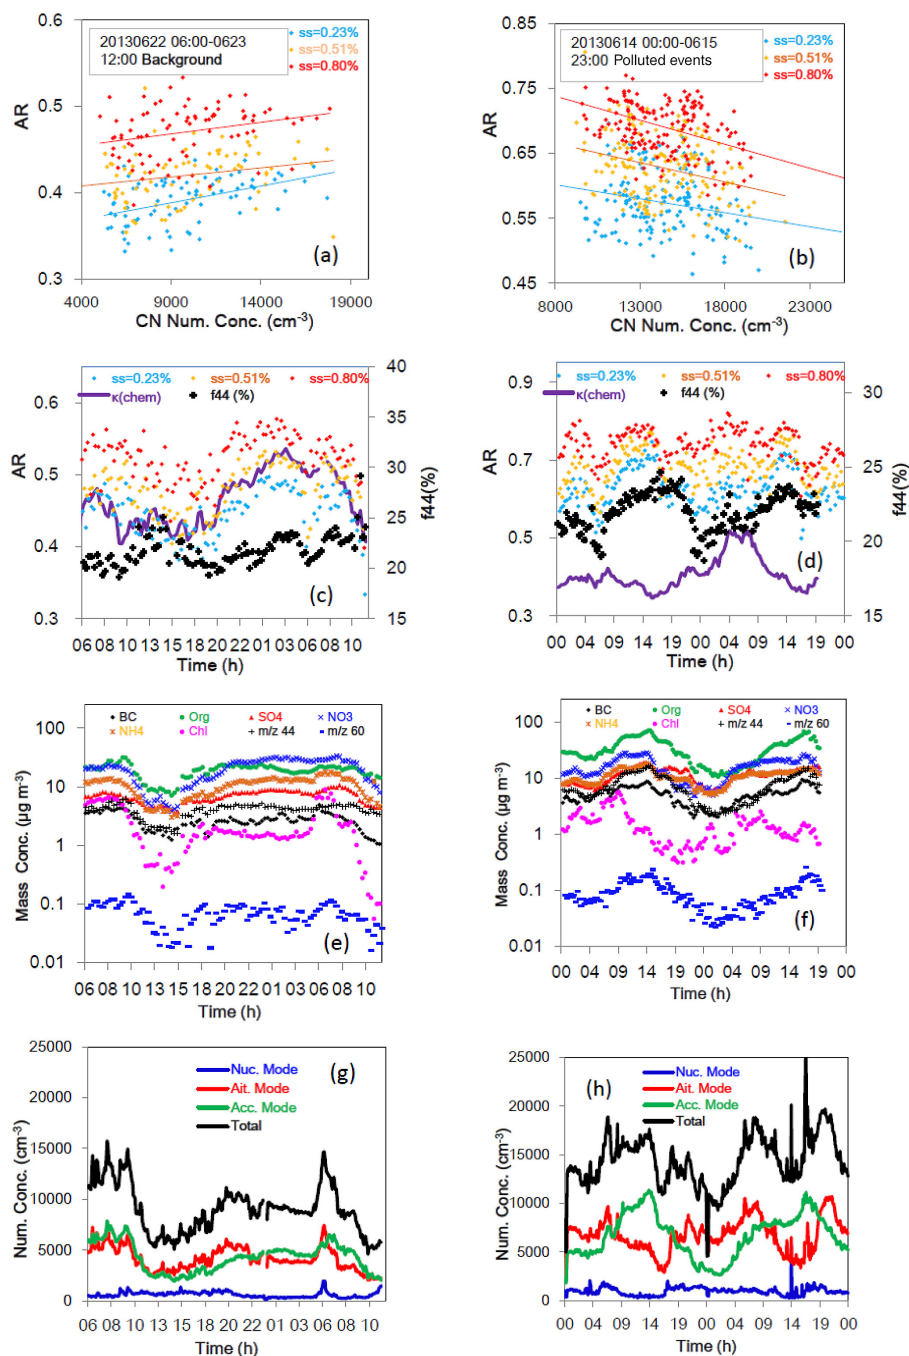 0.6
0.5
0.4
0.3
AR
20130622 06:00-0623
12:00 Background
ss=0.23%
ss=0.51%
ss=0.80%
(a)
4000 9000 14000 19000
CN Num. Conc. (cm-3)
0.85
0.75
0.65
0.55
0.45
AR
20130614 00:00-0615
23:00 Polluted events
ss=0.23%
ss=0.51%
ss=0.80%
(b)
8000 13000 18000 23000
CN Num. Conc. (cm-3)
ss=0.23% ss=0.51% ss=0.80%
κ(chem) f44 (%)
0.6
0.5
0.4
0.3
AR
40
35
30
25
20
15
f44(%)
(c)
06 08 10 13 15 18 20 22 01 03 06 08 10
Time (h)
ss=0.23% ss=0.51% ss=0.80%
κ(chem) f44 (%)
0.9
0.7
0.5
0.3
AR
30
25
20
15
f44(%)
(d)
00 04 09 14 19 00 04 09 14 19 00
Time (h)
BC Org SO4 NO3
NH4 Chl m/z 44 m/z 60
100
10
1
0.1
0.01
Mass Conc. (µg m-3)
(e)
06 08 10 13 15 18 20 22 01 03 06 08 10
Time (h)
BC Org SO4 NO3
NH4 Chl m/z 44 m/z 60
100
10
1
0.1
0.01
Mass Conc. (µg m-3)
(f)
00 04 09 14 19 00 04 09 14 19 00
Time (h)
25000
20000
15000
10000
5000
0
Num. Conc. (cm-3)
Nuc. Mode
Ait. Mode
Acc. Mode
Total
(g)
06 08 10 13 15 18 20 22 01 03 06 08 10
Time (h)
25000
20000
15000
10000
5000
0
Num. Conc. (cm-3)
Nuc. Mode
Ait. Mode
Acc. Mode
Total
(h)
00 04 09 14 19 00 04 09 14 19 00
Time (h)